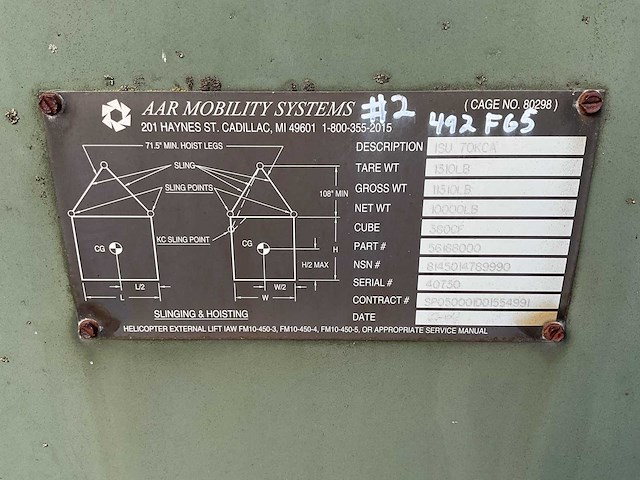 AAR MOBILITY SYSTEMS #2 ( CAGE NO. 80298 )
201 HAYNES ST. CADILLAC, MI 49601 1-800-355-2015 492 FG5
71.5" MIN. HOIST LEGS
SLING
SLING POINTS
108" MIN
KC SLING POINT
CG CG
H
H/2 MAX
L/2 W/2
L W
SLINGING & HOISTING
HELICOPTER EXTERNAL LIFT IAW FM10-450-3, FM10-450-4, FM10-450-5, OR APPROPRIATE SERVICE MANUAL
DESCRIPTION ISU 70KCA
TARE WT 1510LB
GROSS WT 11510LB
NET WT 10000LB
CUBE
PART # 56168000
NSN # 8145014769990
SERIAL # 40730
CONTRACT # SP050001001554991
DATE